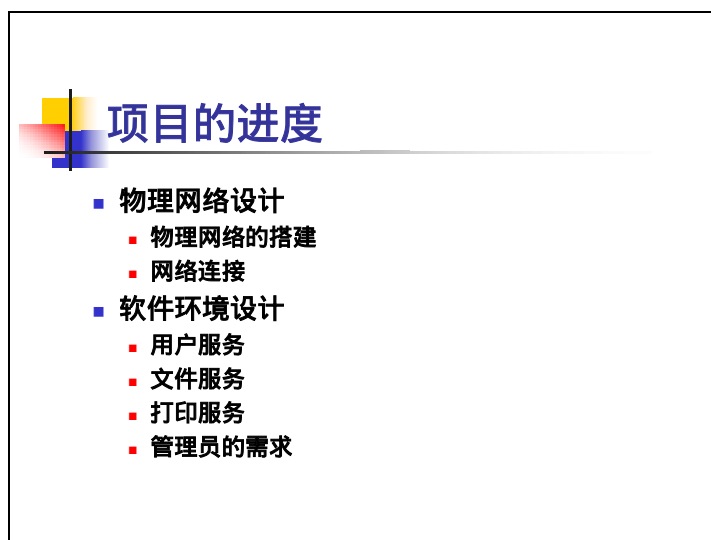 项目的进度
物理网络设计
物理网络的搭建
网络连接
软件环境设计
用户服务
文件服务
打印服务
管理员的需求